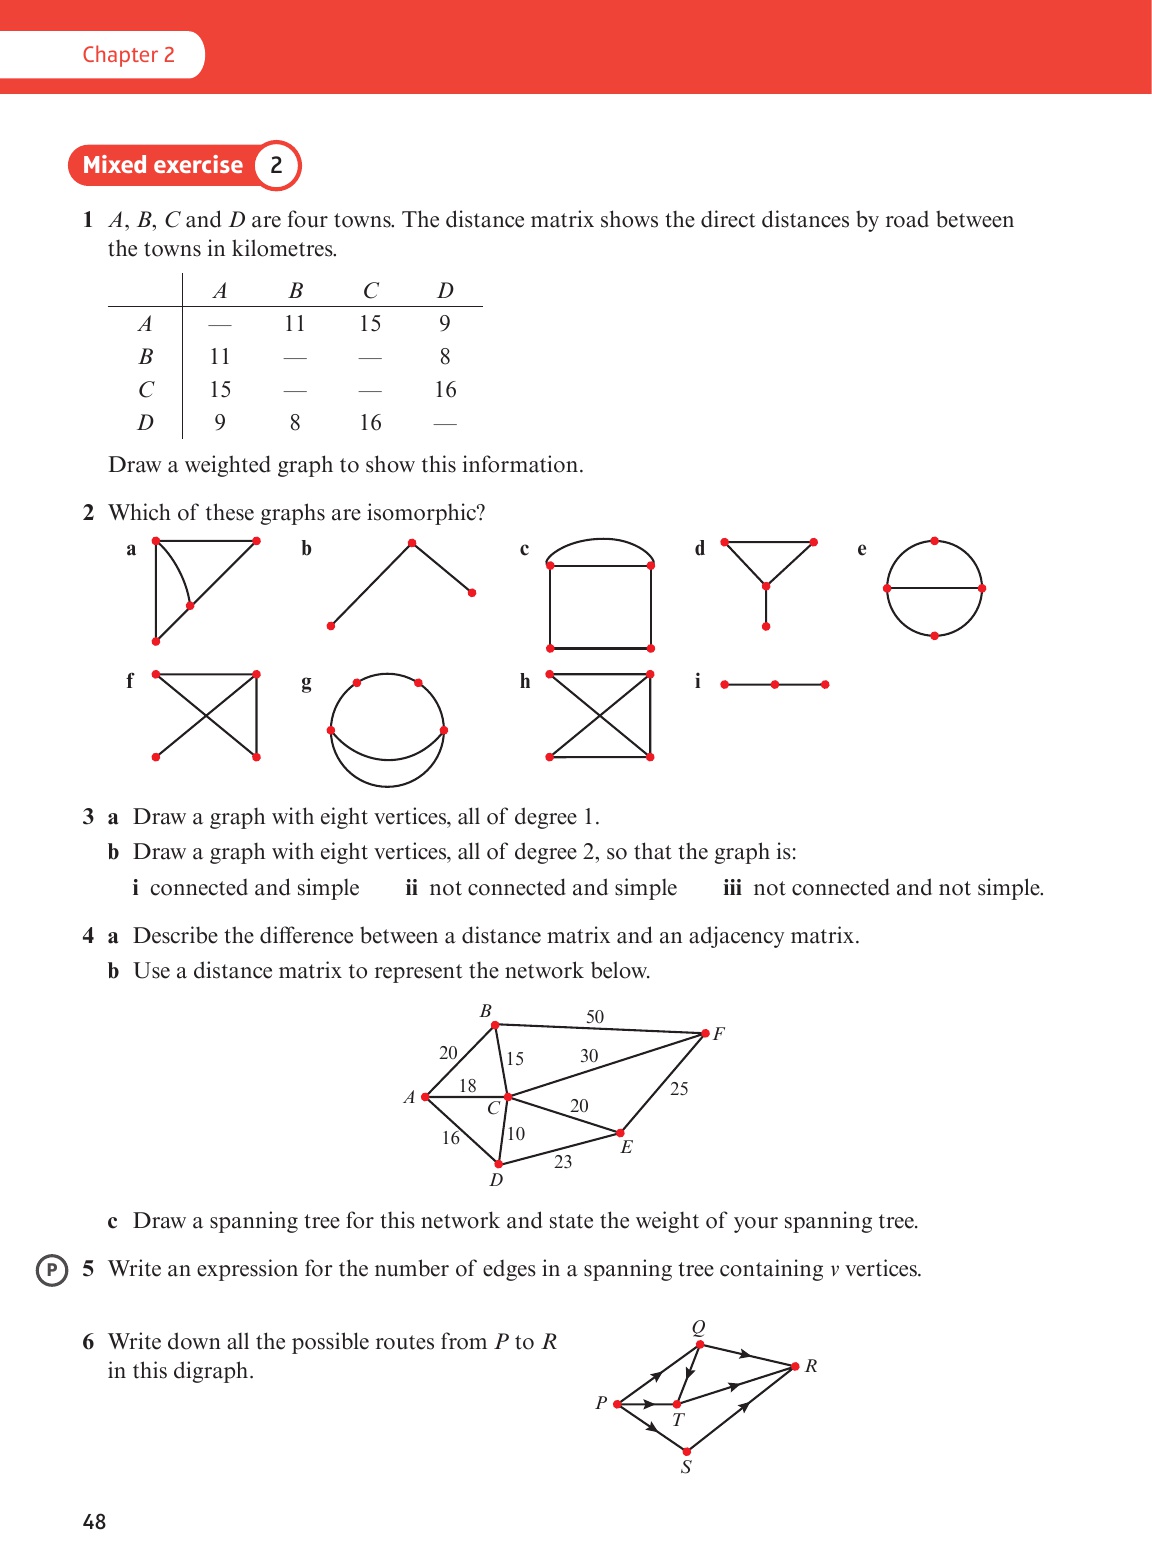 Chapter 2
Mixed exercise 2
1 A, B, C and D are four towns. The distance matrix shows the direct distances by road between
the towns in kilometres.
A B C D
A — 11 15 9
B 11 — — 8
C 15 — — 16
D 9 8 16 —
Draw a weighted graph to show this information.
2 Which of these graphs are isomorphic?
a b c d e
f g h i
3 a Draw a graph with eight vertices, all of degree 1.
b Draw a graph with eight vertices, all of degree 2, so that the graph is:
i connected and simple ii not connected and simple iii not connected and not simple.
4 a Describe the difference between a distance matrix and an adjacency matrix.
b Use a distance matrix to represent the network below.
B
50
F
20
15
30
18
25
A
C
20
16
10
E
23
D
c Draw a spanning tree for this network and state the weight of your spanning tree.
P 5 Write an expression for the number of edges in a spanning tree containing v vertices.
6 Write down all the possible routes from P to R
in this digraph.
Q
R
P
T
S
48